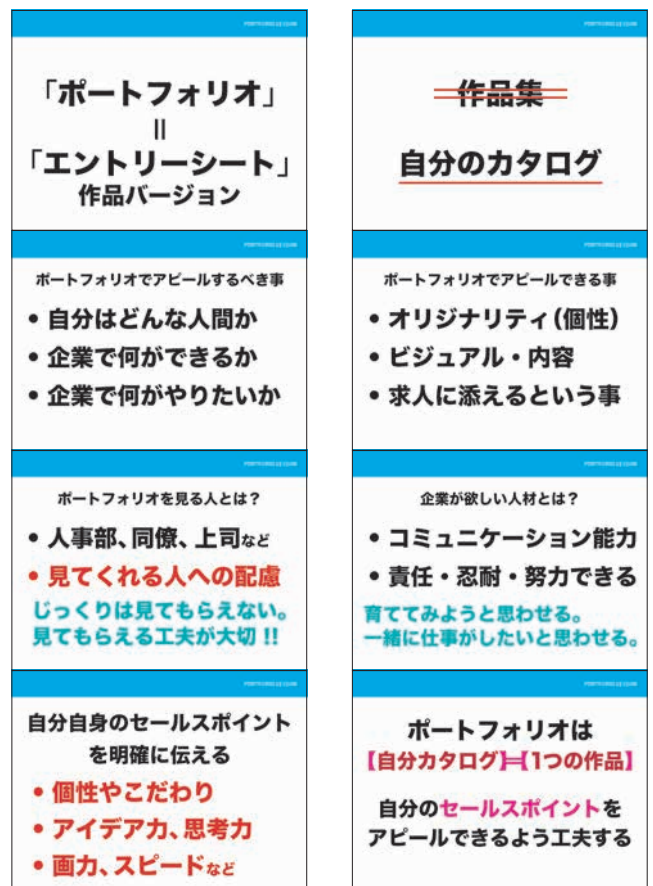 「ポートフォリオ」
＝
「エントリーシート」
作品バージョン
作品集
自分のカタログ
ポートフォリオでアピールするべき事
• 自分はどんな人間か
• 企業で何ができるか
• 企業で何がやりたいか
ポートフォリオでアピールできる事
• オリジナリティ（個性）
• ビジュアル・内容
• 求人に添えるという事
ポートフォリオを見る人とは？
• 人事部、同僚、上司など
• 見てくれる人への配慮
じっくりは見てもらえない。
見てもらえる工夫が大切 !!
企業が欲しい人材とは？
• コミュニケーション能力
• 責任・忍耐・努力できる
育ててみようと思わせる。
一緒に仕事がしたいと思わせる。
自分自身のセールスポイント
を明確に伝える
• 個性やこだわり
• アイデア力、思考力
• 画力、スピードなど
ポートフォリオは
【自分カタログ】＝【1つの作品】
自分のセールスポイントを
アピールできるよう工夫する